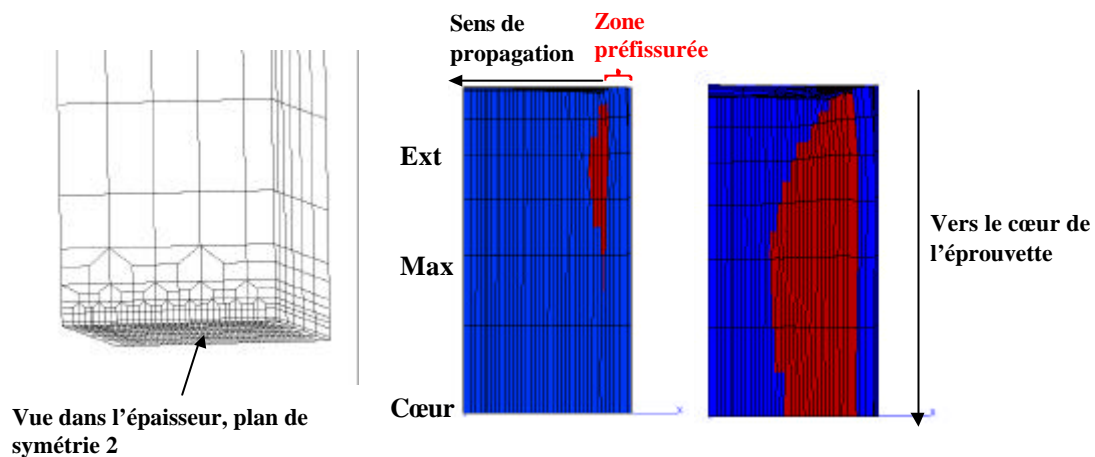 Sens de
propagation
Zone
préfissurée
Ext
Max
Cœur
Vers le cœur de
l'éprouvette
Vue dans l'épaisseur, plan de
symétrie 2
x
x